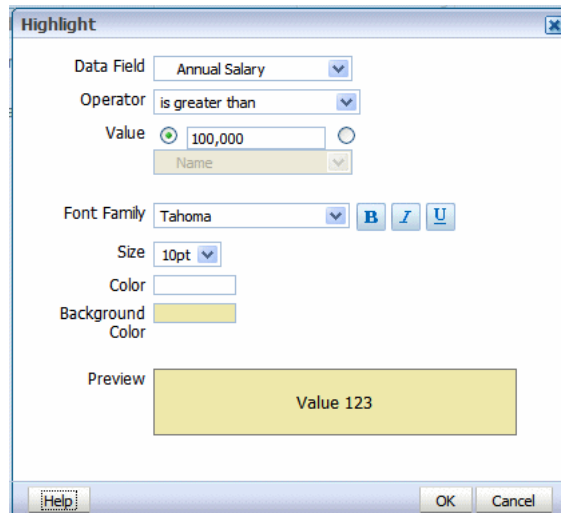 Highlight
Data Field Annual Salary
Operator is greater than
Value 100,000
Name
Font Family Tahoma B I U
Size 10pt
Color
Background
Color
Preview Value 123
Help OK Cancel